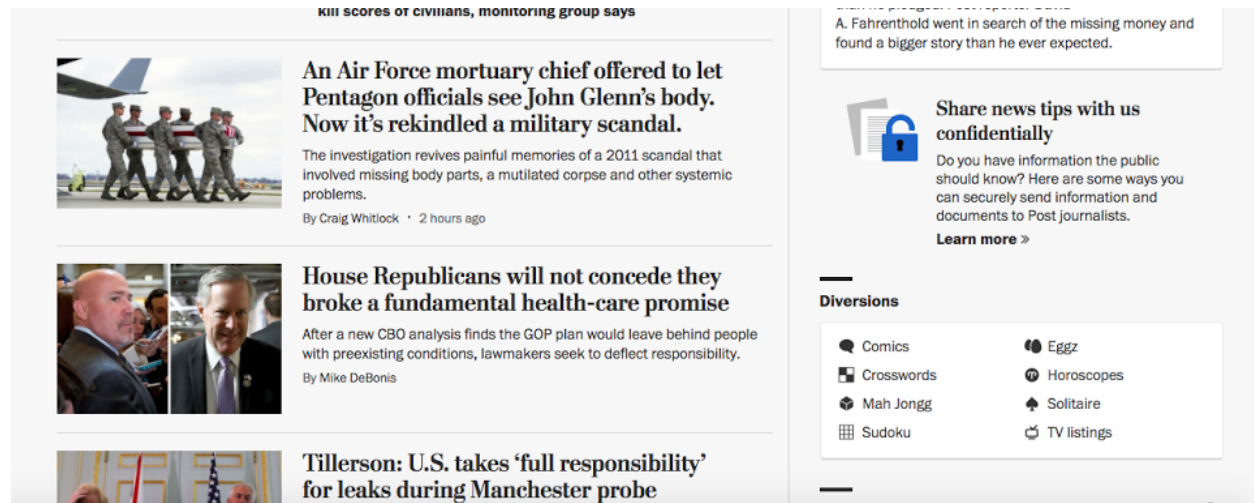 kill scores of civilians, monitoring group says
An Air Force mortuary chief offered to let
Pentagon officials see John Glenn's body.
Now it's rekindled a military scandal.
The investigation revives painful memories of a 2011 scandal that
involved missing body parts, a mutilated corpse and other systemic
problems.
By Craig Whitlock • 2 hours ago
House Republicans will not concede they
broke a fundamental health-care promise
After a new CBO analysis finds the GOP plan would leave behind people
with preexisting conditions, lawmakers seek to deflect responsibility.
By Mike DeBonis
Tillerson: U.S. takes ‘full responsibility’
for leaks during Manchester probe
than he pledged. Post reporter David
A. Fahrenthold went in search of the missing money and
found a bigger story than he ever expected.
Share news tips with us
confidentially
Do you have information the public
should know? Here are some ways you
can securely send information and
documents to Post journalists.
Learn more »
Diversions
Comics
Eggz
Crosswords
Horoscopes
Mah Jongg
Solitaire
Sudoku
TV listings